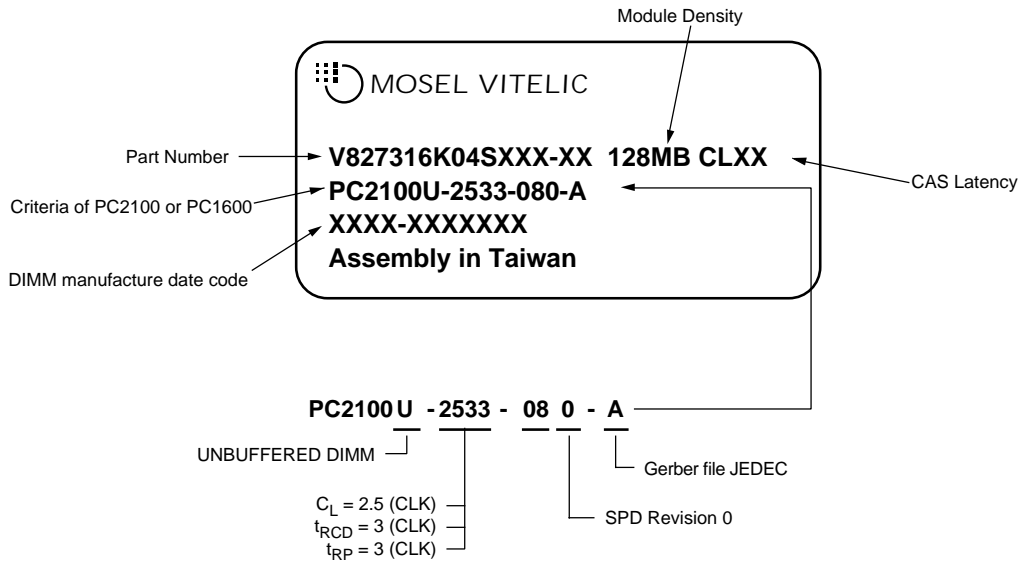 Module Density
MOSEL VITELIC
Part Number
V827316K04SXXX-XX 128MB CLXX
CAS Latency
Criteria of PC2100 or PC1600
PC2100U-2533-080-A
XXXX-XXXXXXX
DIMM manufacture date code
Assembly in Taiwan
PC2100 U - 2533 - 08 0 - A
UNBUFFERED DIMM
Gerber file JEDEC
CL = 2.5 (CLK)
SPD Revision 0
tRCD = 3 (CLK)
tRP = 3 (CLK)